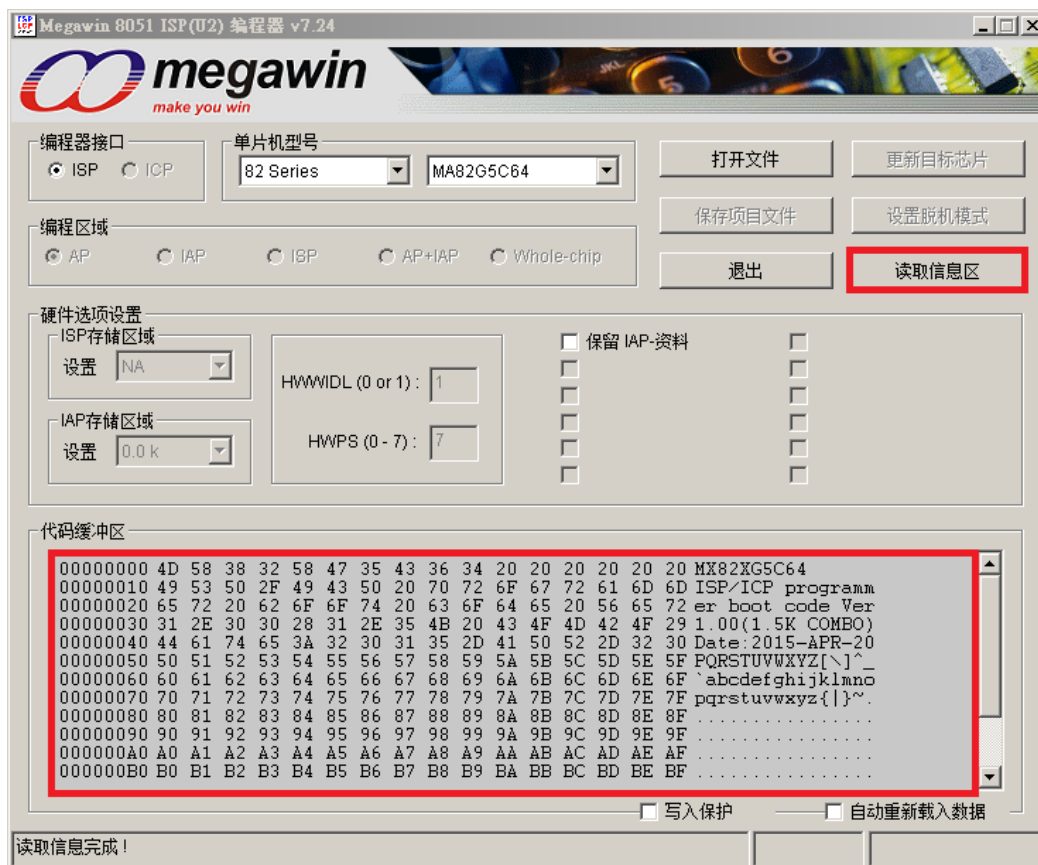 Megawin 8051 ISP(U2) 编程器 v7.24
megawin
make you win
编程器接口
ISP ICP
单片机型号
82 Series MA82G5C64
打开文件 更新目标芯片
保存项目文件 设置脱机模式
退出 读取信息区
编程区域
AP IAP ISP AP+IAP Whole-chip
硬件选项设置
ISP存储区域
设置 NA
IAP存储区域
设置 0.0 k
HWWIDL (0 or 1) : 1
HWPS (0 - 7) : 7
保留 IAP-资料
代码缓冲区
00000000 4D 58 38 32 58 47 35 43 36 34 20 20 20 20 20 20 MX82XG5C64
00000010 49 53 50 2F 49 43 50 20 70 72 6F 67 72 61 6D 6D ISP/ICP programm
00000020 65 72 20 62 6F 6F 74 20 63 6F 64 65 20 56 65 72 er boot code Ver
00000030 31 2E 30 30 28 31 2E 35 4B 20 43 4F 4D 42 4F 29 1.00(1.5K COMBO)
00000040 44 61 74 65 3A 32 30 31 35 2D 41 50 52 2D 32 30 Date:2015-APR-20
00000050 50 51 52 53 54 55 56 57 58 59 5A 5B 5C 5D 5E 5F PQRSTUVWXYZ[\]^_
00000060 60 61 62 63 64 65 66 67 68 69 6A 6B 6C 6D 6E 6F `abcdefghijklmno
00000070 70 71 72 73 74 75 76 77 78 79 7A 7B 7C 7D 7E 7F pqrstuvwxyz{|}~.
00000080 80 81 82 83 84 85 86 87 88 89 8A 8B 8C 8D 8E 8F ................
00000090 90 91 92 93 94 95 96 97 98 99 9A 9B 9C 9D 9E 9F ................
000000A0 A0 A1 A2 A3 A4 A5 A6 A7 A8 A9 AA AB AC AD AE AF ................
000000B0 B0 B1 B2 B3 B4 B5 B6 B7 B8 B9 BA BB BC BD BE BF ................
写入保护 自动重新载入数据
读取信息完成 !